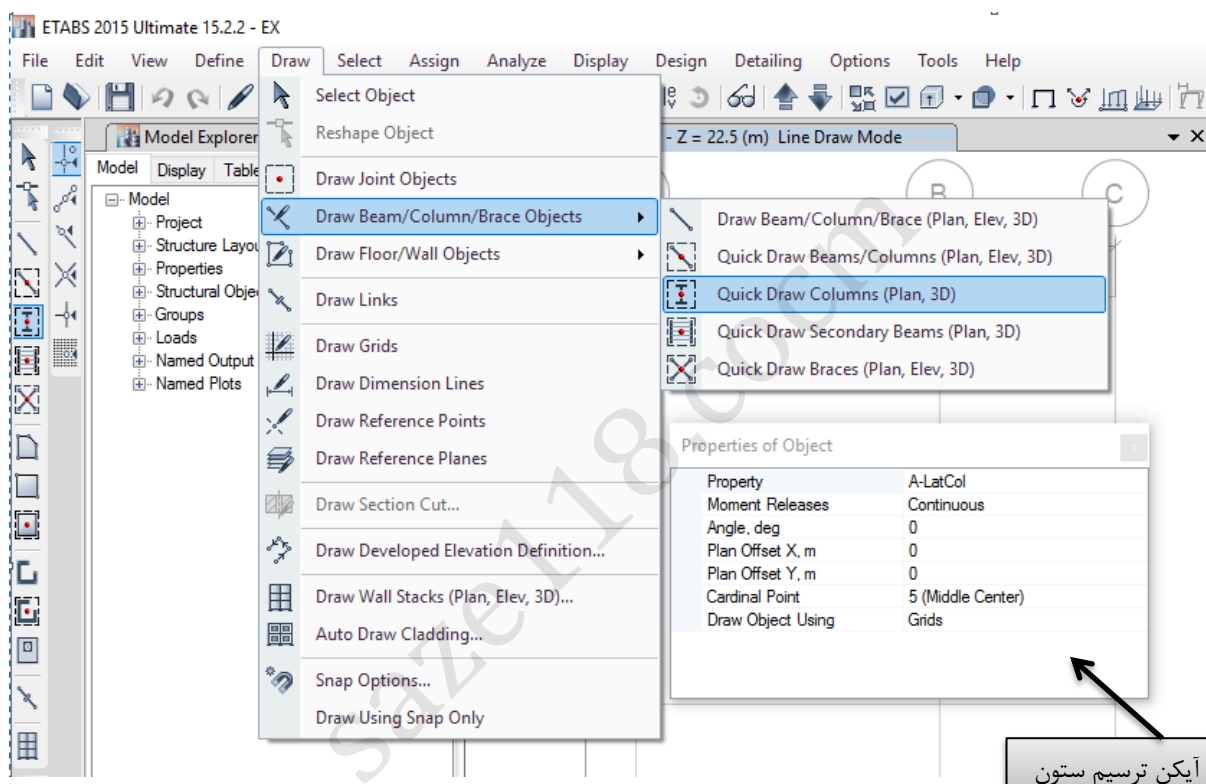 ETABS 2015 Ultimate 15.2.2 - EX
File Edit View Define Draw Select Assign Analyze Display Design Detailing Options Tools Help
Model Explorer
- Z = 22.5 (m) Line Draw Mode
Model Display Table
Model
Project
Structure Layou
Properties
Structural Obje
Groups
Loads
Named Output
Named Plots
Select Object
Reshape Object
Draw Joint Objects
Draw Beam/Column/Brace Objects
Draw Floor/Wall Objects
Draw Links
Draw Grids
Draw Dimension Lines
Draw Reference Points
Draw Reference Planes
Draw Section Cut...
Draw Developed Elevation Definition...
Draw Wall Stacks (Plan, Elev, 3D)...
Auto Draw Cladding...
Snap Options...
Draw Using Snap Only
B C
Draw Beam/Column/Brace (Plan, Elev, 3D)
Quick Draw Beams/Columns (Plan, Elev, 3D)
Quick Draw Columns (Plan, 3D)
Quick Draw Secondary Beams (Plan, 3D)
Quick Draw Braces (Plan, Elev, 3D)
Properties of Object
Property A-LatCol
Moment Releases Continuous
Angle, deg 0
Plan Offset X, m 0
Plan Offset Y, m 0
Cardinal Point 5 (Middle Center)
Draw Object Using Grids
آیکن ترسیم ستون
saze118.cocm